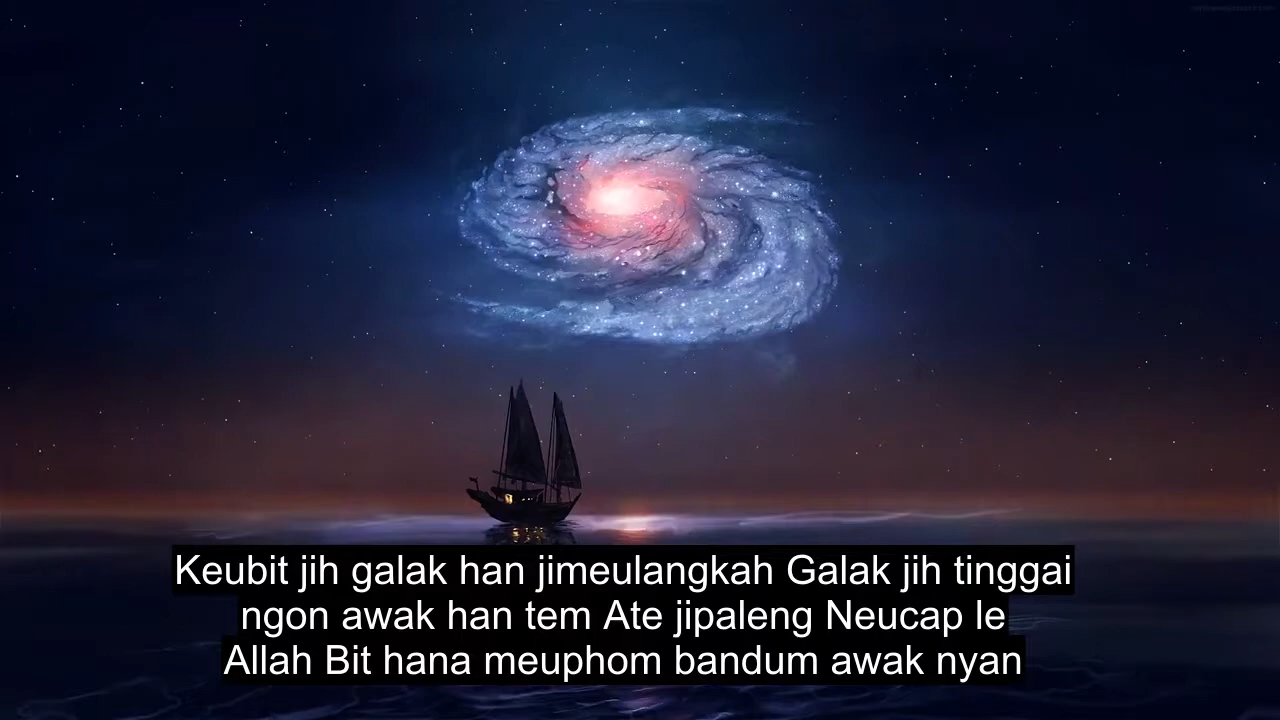 Keubit jih galak han jimeulangkah Galak jih tinggai
ngon awak han tem Ate jipaleng Neucap le
Allah Bit hana meuphom bandum awak nyan